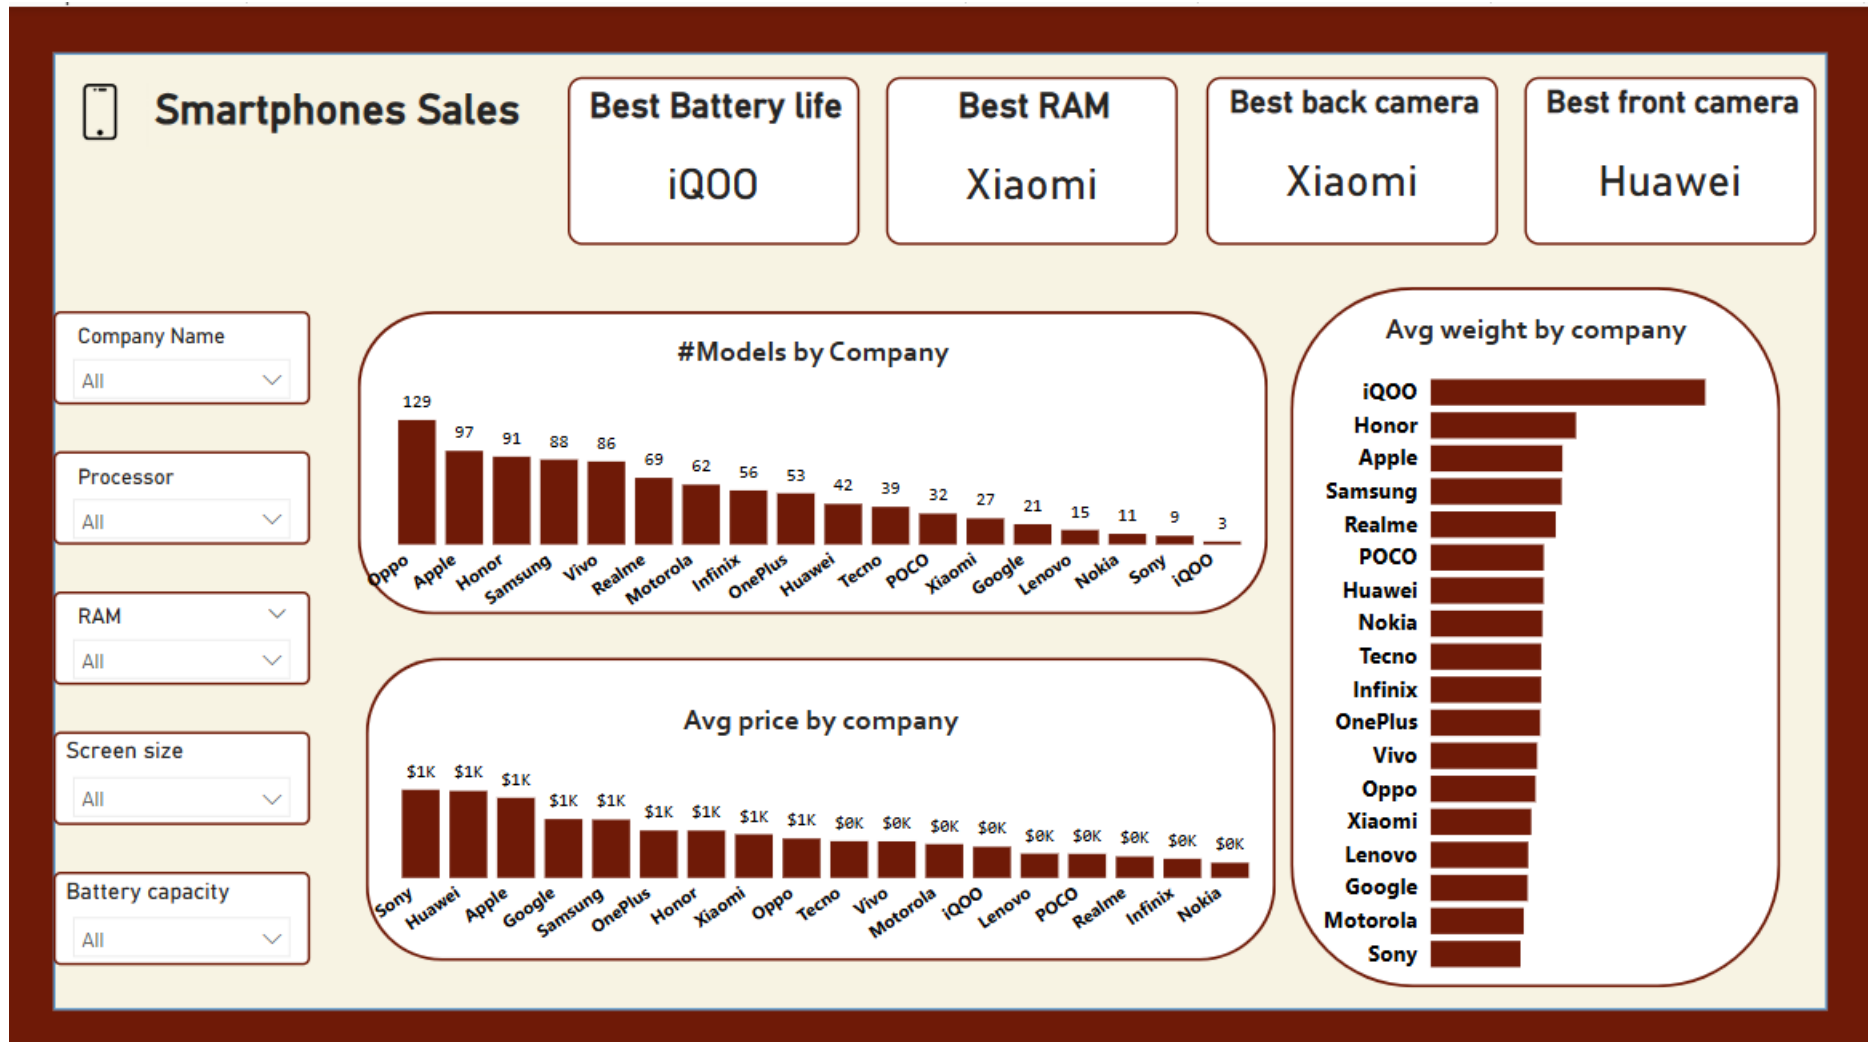 Smartphones Sales
Best Battery life
iQOO
Best RAM
Xiaomi
Best back camera
Xiaomi
Best front camera
Huawei
Company Name
All
Processor
All
RAM
All
Screen size
All
Battery capacity
All
#Models by Company
129 97 91 88 86 69 62 56 53 42 39 32 27 21 15 11 9 3
Oppo Apple Honor Samsung Vivo Realme Motorola Infinix OnePlus Huawei Tecno POCO Xiaomi Google Lenovo Nokia Sony iQOO
Avg price by company
$1K $1K $1K $1K $1K $1K $1K $1K $1K $0K $0K $0K $0K $0K $0K $0K $0K $0K
Sony Huawei Apple Google Samsung OnePlus Honor Xiaomi Oppo Tecno Vivo Motorola iQOO Lenovo POCO Realme Infinix Nokia
Avg weight by company
iQOO
Honor
Apple
Samsung
Realme
POCO
Huawei
Nokia
Tecno
Infinix
OnePlus
Vivo
Oppo
Xiaomi
Lenovo
Google
Motorola
Sony